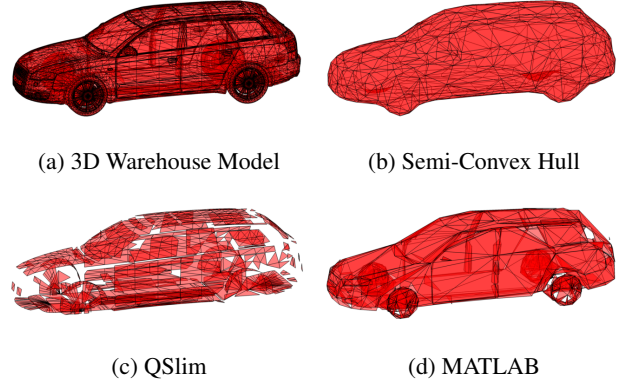 (a) 3D Warehouse Model
(b) Semi-Convex Hull
(c) QSlim
(d) MATLAB